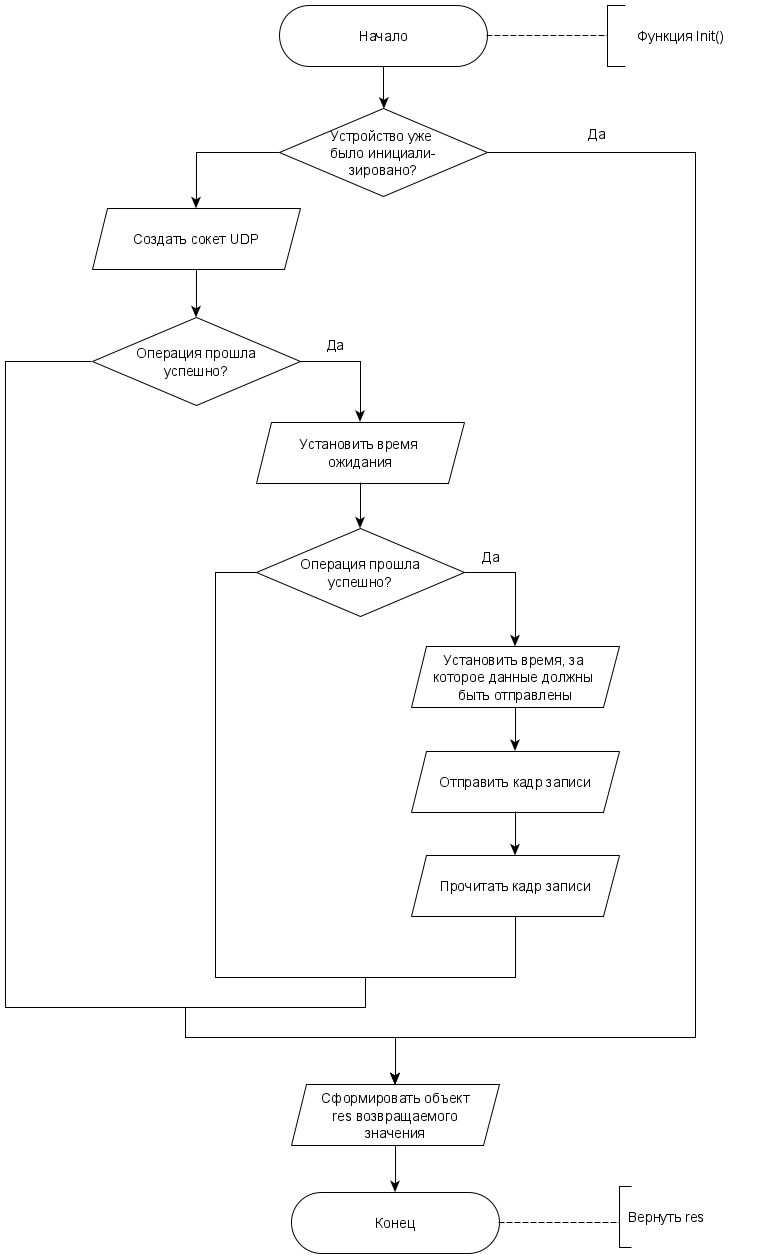 Начало
Функция Init()
Устройство уже
было инициали-
зировано?
Да
Создать сокет UDP
Операция прошла
успешно?
Да
Установить время
ожидания
Операция прошла
успешно?
Да
Установить время, за
которое данные должны
быть отправлены
Отправить кадр записи
Прочитать кадр записи
Сформировать объект
res возвращаемого
значения
Конец
Вернуть res